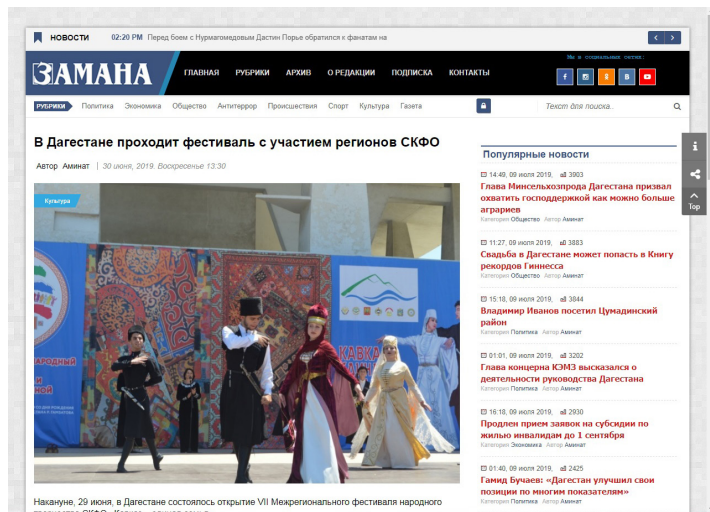 НОВОСТИ 02:20 PM Перед боем с Нурмагомедовым Дастин Порье обратился к фанатам на
Мы в социальных сетях:
ЗАМАНА ГЛАВНАЯ РУБРИКИ АРХИВ О РЕДАКЦИИ ПОДПИСКА КОНТАКТЫ
РУБРИКИ Политика Экономика Общество Антитеррор Происшествия Спорт Культура Газета Текст для поиска..
В Дагестане проходит фестиваль с участием регионов СКФО
Автор Аминат | 30 июня, 2019. Воскресенье 13:30
Культура
КАВКА
Накануне, 29 июня, в Дагестане состоялось открытие VII Межрегионального фестиваля народного
Популярные новости
14:49, 09 июля 2019, 3903
Глава Минсельхозпрода Дагестана призвал
охватить господдержкой как можно больше
аграриев
Категория Общество Автор Аминат
11:27, 09 июля 2019, 3883
Свадьба в Дагестане может попасть в Книгу
рекордов Гиннесса
Категория Общество Автор Аминат
15:18, 09 июля 2019, 3844
Владимир Иванов посетил Цумадинский
район
Категория Политика Автор Аминат
01:01, 09 июля 2019, 3202
Глава концерна КЭМЗ высказался о
деятельности руководства Дагестана
Категория Политика Автор Аминат
16:18, 09 июля 2019, 2930
Продлен прием заявок на субсидии по
жилью инвалидам до 1 сентября
Категория Экономика Автор Аминат
01:40, 09 июля 2019, 2425
Гамид Бучаев: «Дагестан улучшил свои
позиции по многим показателям»
Категория Политика Автор Аминат
Top